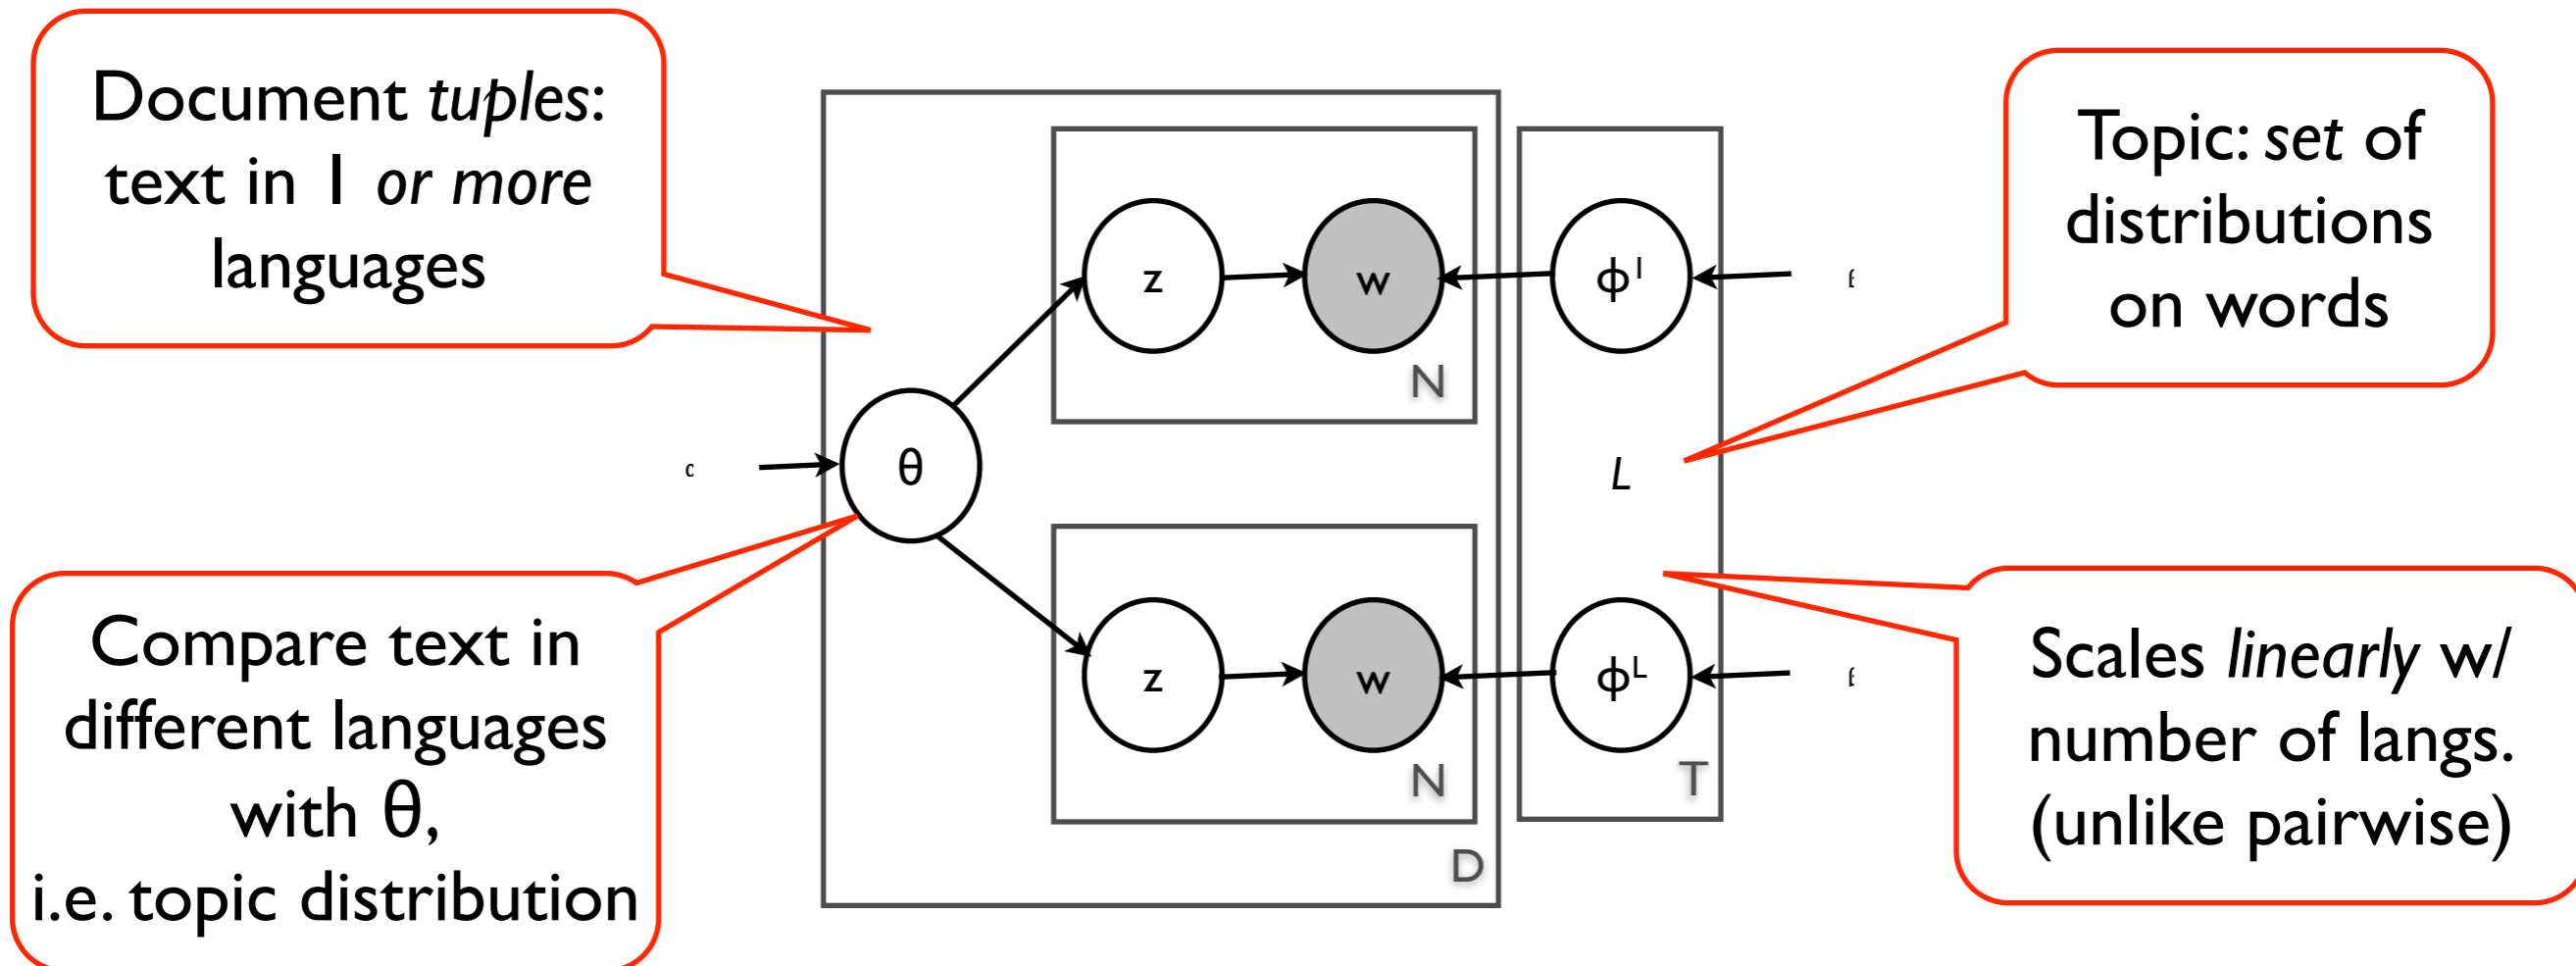 Document tuples:
text in 1 or more
languages
Topic: set of
distributions
on words
z
w
ϕ¹
N
θ
L
z
w
ϕᴸ
N
T
D
Compare text in
different languages
with θ,
i.e. topic distribution
Scales linearly w/
number of langs.
(unlike pairwise)